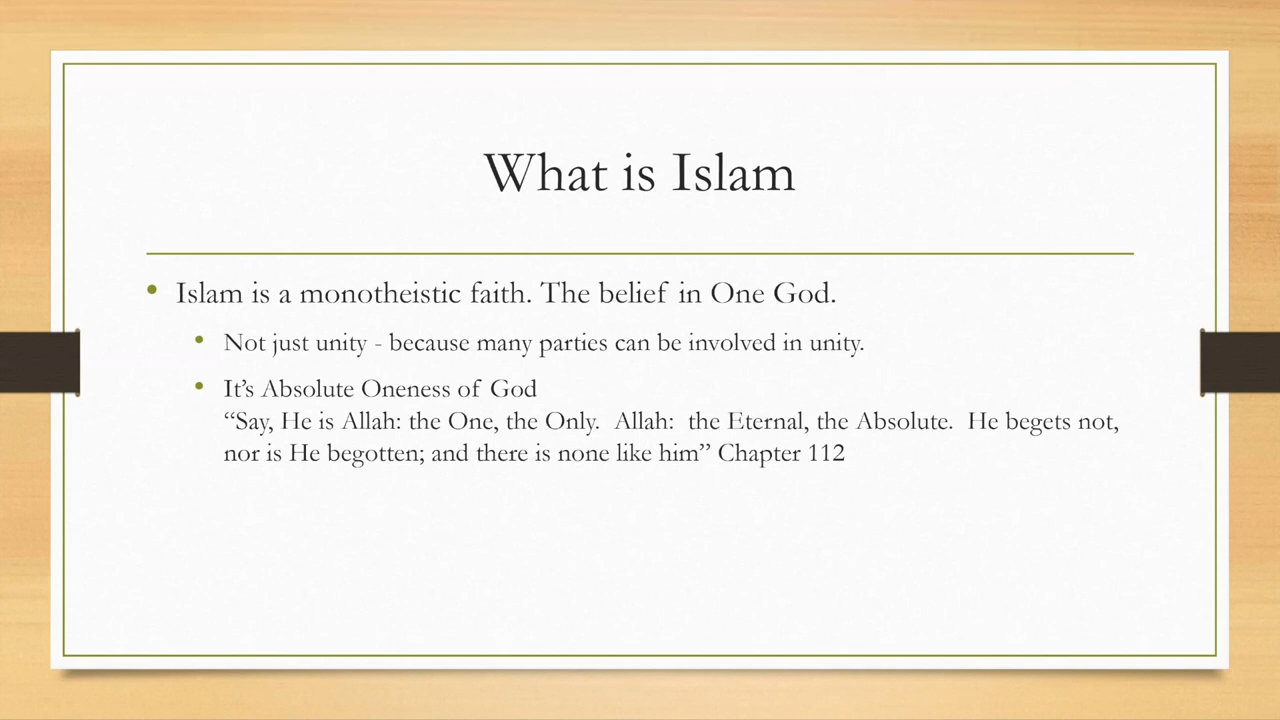 What is Islam
• Islam is a monotheistic faith. The belief in One God.
• Not just unity - because many parties can be involved in unity.
• It’s Absolute Oneness of God
“Say, He is Allah: the One, the Only.  Allah:  the Eternal, the Absolute.  He begets not,
nor is He begotten; and there is none like him” Chapter 112